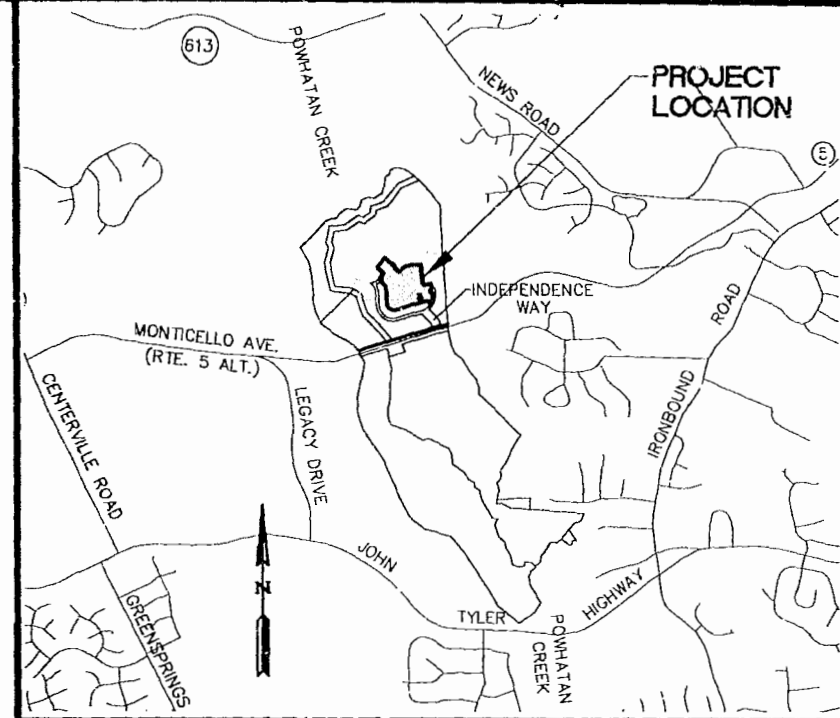 613
POWHATAN CREEK
NEWS ROAD
PROJECT
LOCATION
5
INDEPENDENCE
WAY
MONTICELLO AVE.
(RTE. 5 ALT.)
ROAD
IRONBOUND
CENTERVILLE ROAD
LEGACY DRIVE
JOHN
TYLER
HIGHWAY
POWHATAN
CREEK
GREENSPRINGS
N